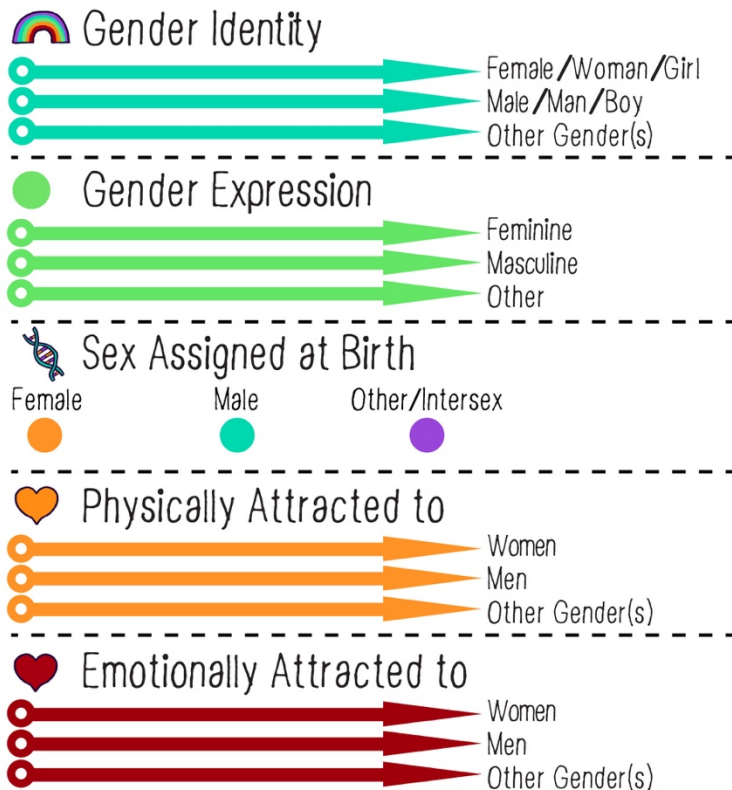 Gender Identity
Female/Woman/Girl
Male/Man/Boy
Other Gender(s)
Gender Expression
Feminine
Masculine
Other
Sex Assigned at Birth
Female Male Other/Intersex
Physically Attracted to
Women
Men
Other Gender(s)
Emotionally Attracted to
Women
Men
Other Gender(s)